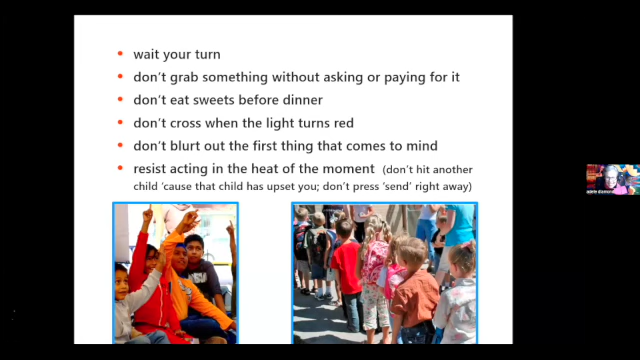 • wait your turn
• don't grab something without asking or paying for it
• don't eat sweets before dinner
• don't cross when the light turns red
• don't blurt out the first thing that comes to mind
• resist acting in the heat of the moment (don't hit another
child 'cause that child has upset you; don't press 'send' right away)
adele diamond